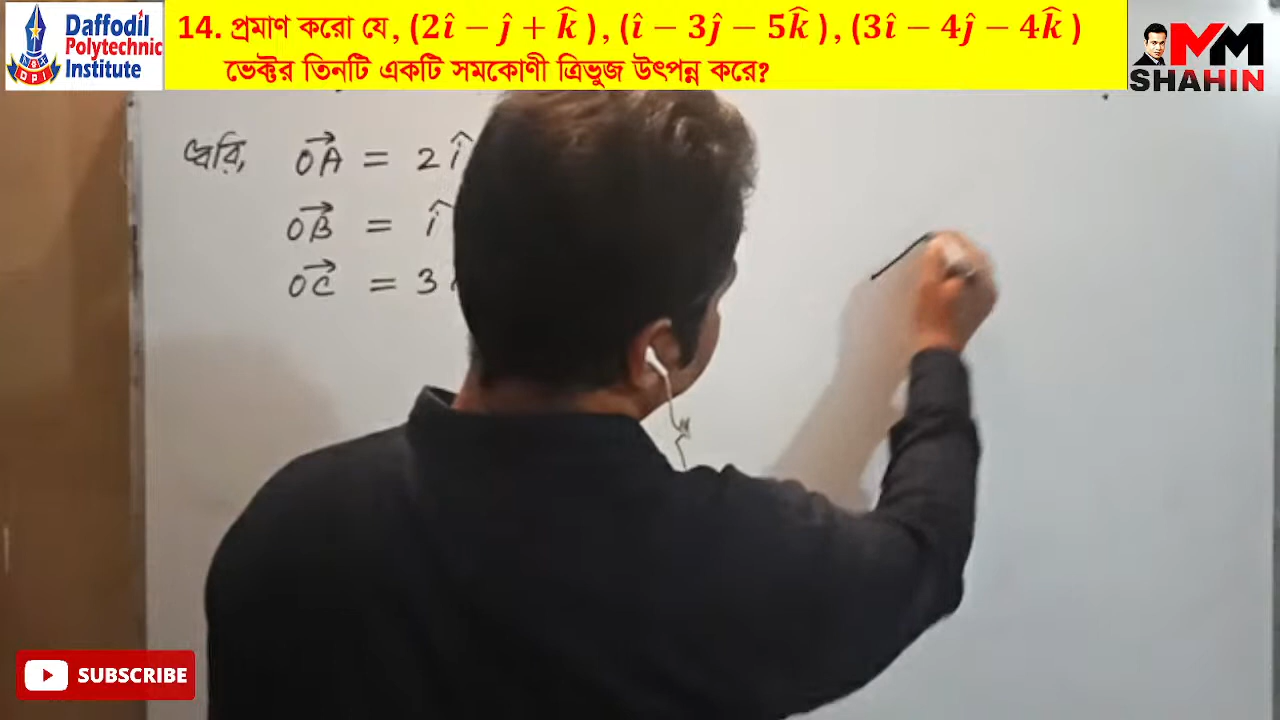 Daffodil
Polytechnic
Institute
DPI
14. প্রমাণ করো যে, (2î − ĵ + k̂), (î − 3ĵ − 5k̂), (3î − 4ĵ − 4k̂)
ভেক্টর তিনটি একটি সমকোণী ত্রিভুজ উৎপন্ন করে?
MM
SHAHIN
ধরি, OA⃗ = 2î
OB⃗ = î
OC⃗ = 3
SUBSCRIBE